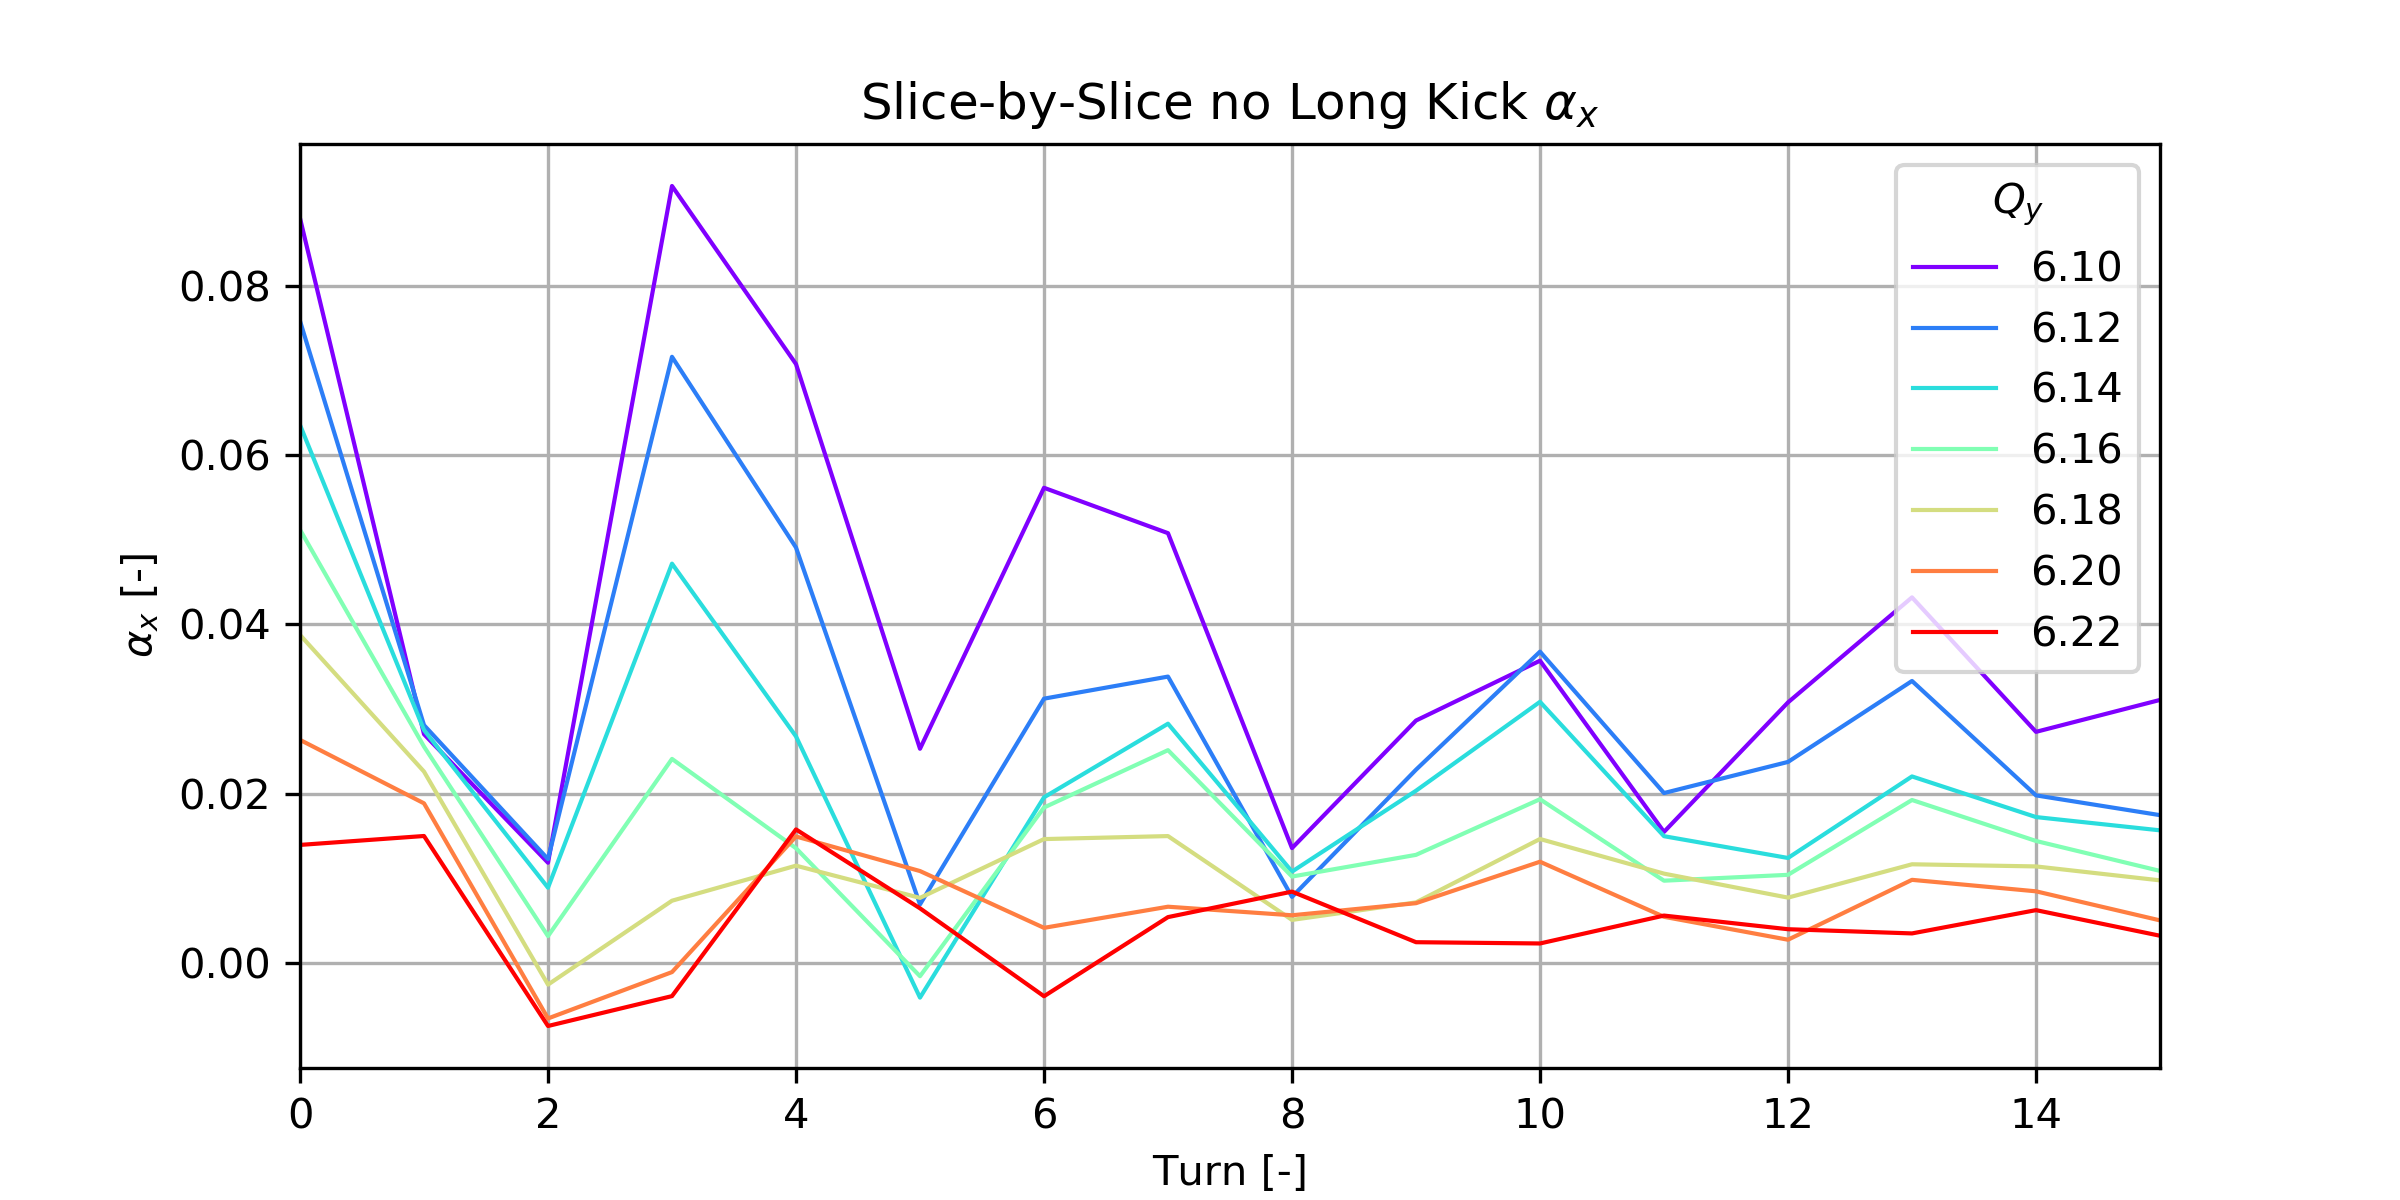 Slice-by-Slice no Long Kick αₓ
αₓ [-]
0.08
0.06
0.04
0.02
0.00
0 2 4 6 8 10 12 14
Turn [-]
Q_y
6.10
6.12
6.14
6.16
6.18
6.20
6.22